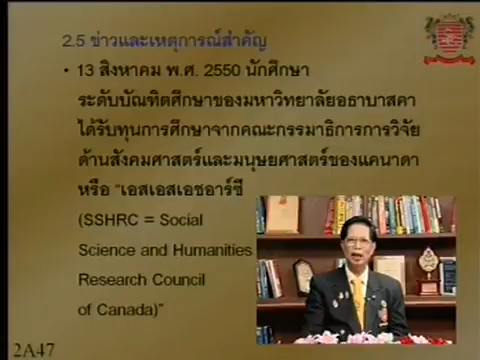 2.5 ข่าวและเหตุการณ์สำคัญ
• 13 สิงหาคม พ.ศ. 2550 นักศึกษา
ระดับบัณฑิตศึกษาของมหาวิทยาลัยอธาบาสคา
ได้รับทุนการศึกษาจากคณะกรรมาธิการการวิจัย
ด้านสังคมศาสตร์และมนุษยศาสตร์ของแคนาดา
หรือ "เอสเอสเอชอาร์ซี
(SSHRC = Social
Science and Humanities
Research Council
of Canada)"
2A47